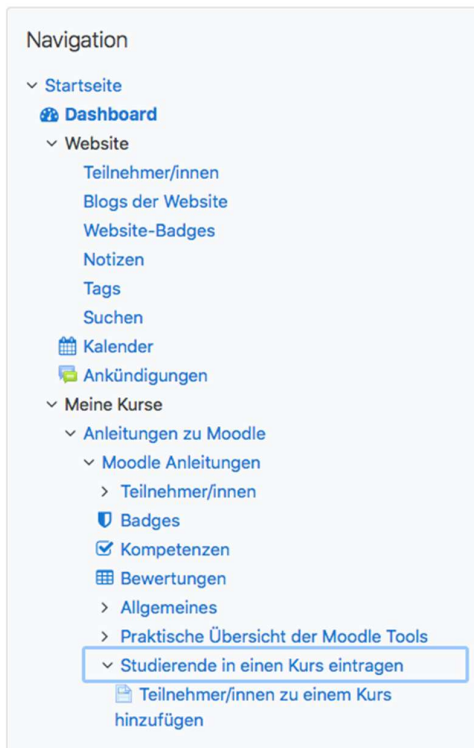 Navigation
Startseite
Dashboard
Website
Teilnehmer/innen
Blogs der Website
Website-Badges
Notizen
Tags
Suchen
Kalender
Ankündigungen
Meine Kurse
Anleitungen zu Moodle
Moodle Anleitungen
Teilnehmer/innen
Badges
Kompetenzen
Bewertungen
Allgemeines
Praktische Übersicht der Moodle Tools
Studierende in einen Kurs eintragen
Teilnehmer/innen zu einem Kurs
hinzufügen